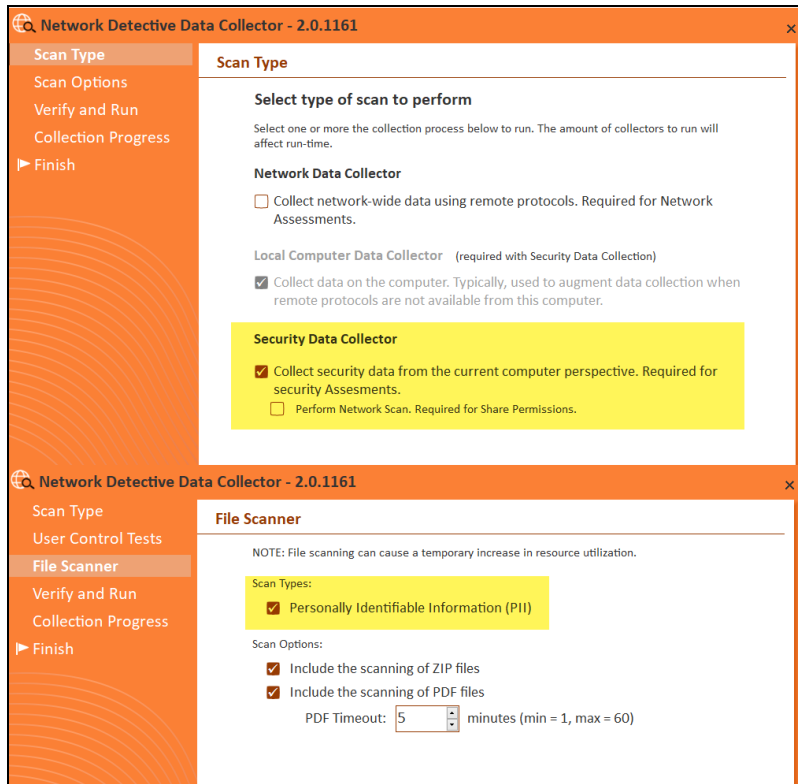 Network Detective Data Collector - 2.0.1161
Scan Type
Scan Options
Verify and Run
Collection Progress
Finish
Scan Type
Select type of scan to perform
Select one or more the collection process below to run. The amount of collectors to run will
affect run-time.
Network Data Collector
Collect network-wide data using remote protocols. Required for Network
Assessments.
Local Computer Data Collector (required with Security Data Collection)
Collect data on the computer. Typically, used to augment data collection when
remote protocols are not available from this computer.
Security Data Collector
Collect security data from the current computer perspective. Required for
security Assesments.
Perform Network Scan. Required for Share Permissions.
Network Detective Data Collector - 2.0.1161
Scan Type
User Control Tests
File Scanner
Verify and Run
Collection Progress
Finish
File Scanner
NOTE: File scanning can cause a temporary increase in resource utilization.
Scan Types:
Personally Identifiable Information (PII)
Scan Options:
Include the scanning of ZIP files
Include the scanning of PDF files
PDF Timeout: 5 minutes (min = 1, max = 60)